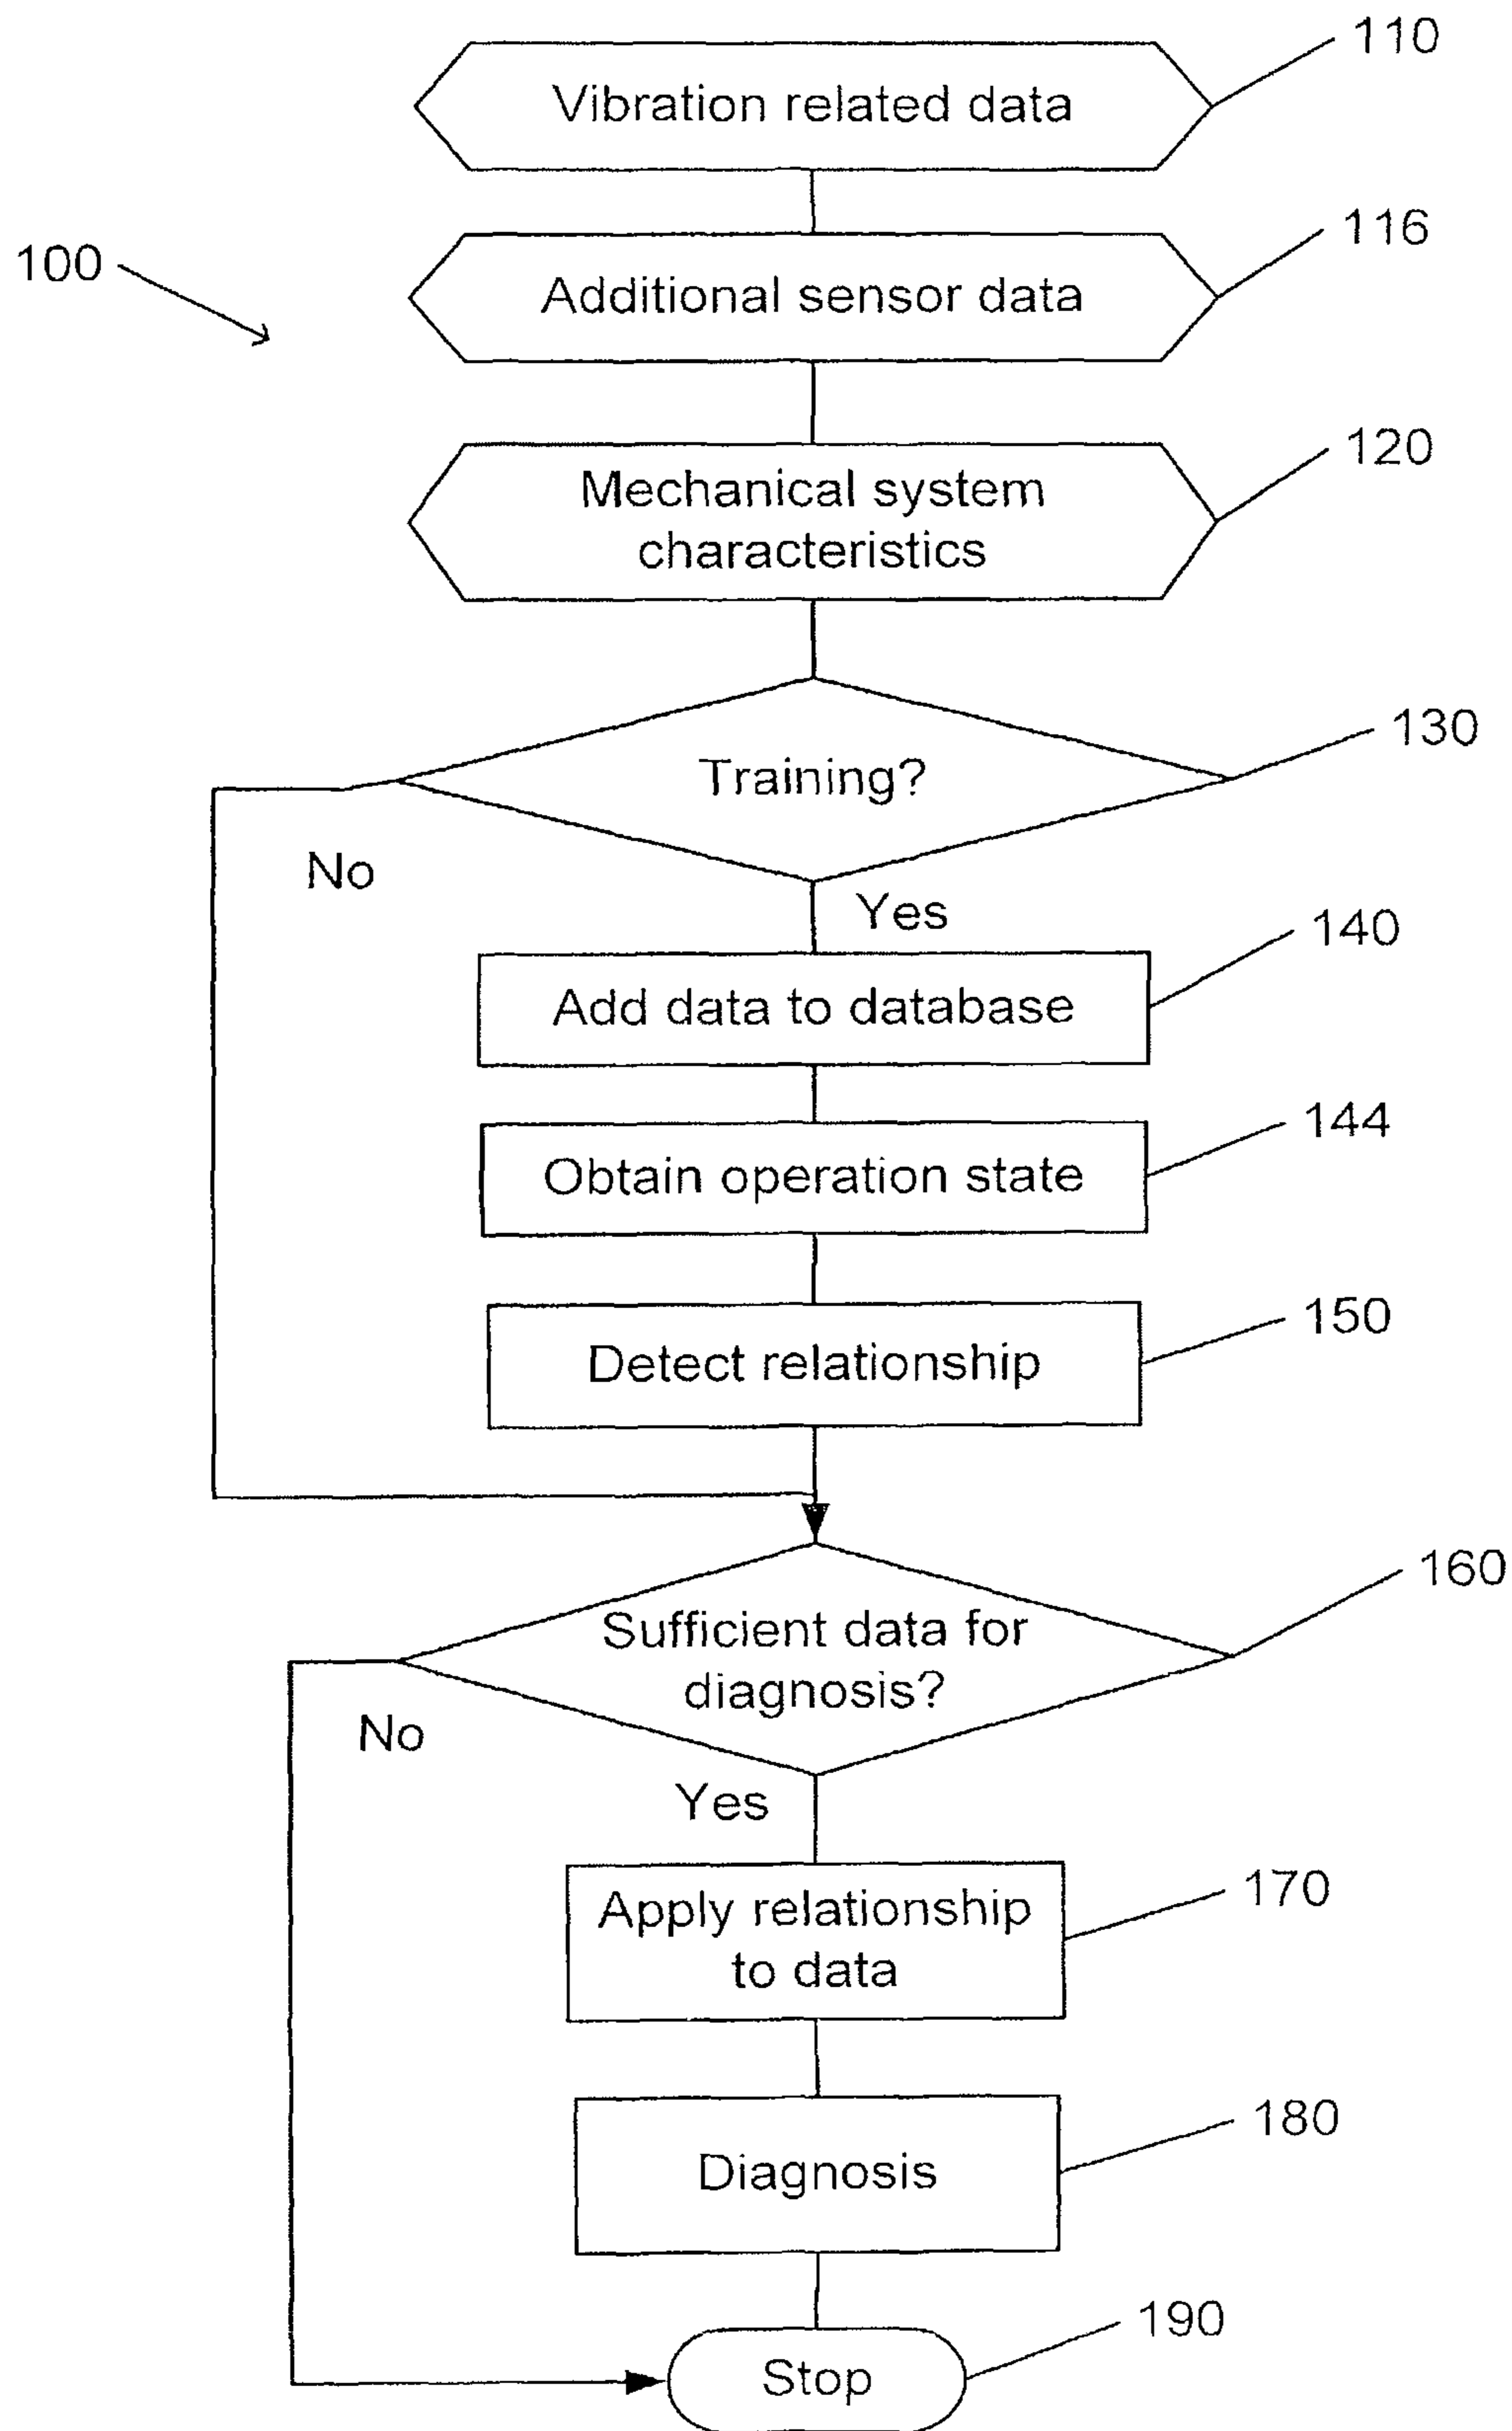 110
Vibration related data
116
100
Additional sensor data
120
Mechanical system
characteristics
130
Training?
No
Yes
140
Add data to database
144
Obtain operation state
150
Detect relationship
160
Sufficient data for
diagnosis?
No
Yes
170
Apply relationship
to data
180
Diagnosis
190
Stop